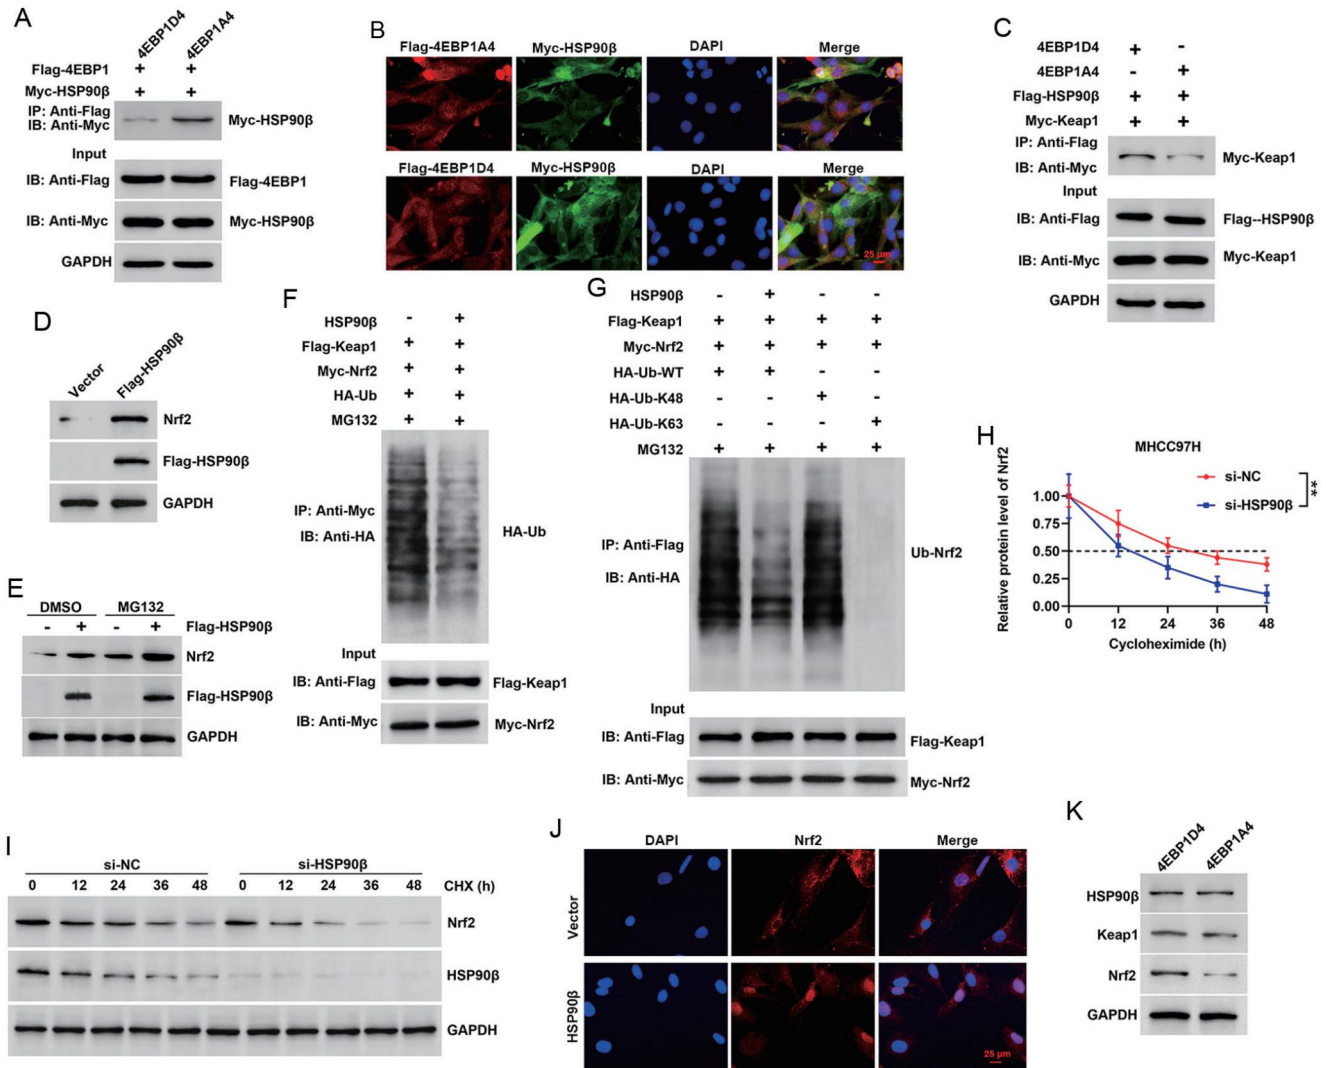 A
4EBP1D4
4EBP1A4
Flag-4EBP1 + +
Myc-HSP90β + +
IP: Anti-Flag
IB: Anti-Myc
Myc-HSP90β
Input
IB: Anti-Flag
Flag-4EBP1
IB: Anti-Myc
Myc-HSP90β
GAPDH
B
Flag-4EBP1A4 Myc-HSP90β DAPI Merge
Flag-4EBP1D4 Myc-HSP90β DAPI Merge
25 μm
C
4EBP1D4 + -
4EBP1A4 - +
Flag-HSP90β + +
Myc-Keap1 + +
IP: Anti-Flag
IB: Anti-Myc
Myc-Keap1
Input
IB: Anti-Flag
Flag--HSP90β
IB: Anti-Myc
Myc-Keap1
GAPDH
D
Vector
Flag-HSP90β
Nrf2
Flag-HSP90β
GAPDH
E
DMSO MG132
- + - + Flag-HSP90β
Nrf2
Flag-HSP90β
GAPDH
F
HSP90β - +
Flag-Keap1 + +
Myc-Nrf2 + +
HA-Ub + +
MG132 + +
IP: Anti-Myc
IB: Anti-HA
HA-Ub
Input
IB: Anti-Flag
Flag-Keap1
IB: Anti-Myc
Myc-Nrf2
G
HSP90β - + - -
Flag-Keap1 + + + +
Myc-Nrf2 + + + +
HA-Ub-WT + + - -
HA-Ub-K48 - - + -
HA-Ub-K63 - - - +
MG132 + + + +
IP: Anti-Flag
IB: Anti-HA
Ub-Nrf2
Input
IB: Anti-Flag
Flag-Keap1
IB: Anti-Myc
Myc-Nrf2
H
MHCC97H
si-NC
si-HSP90β
**
Relative protein level of Nrf2
1.00
0.75
0.50
0.25
0.00
0 12 24 36 48
Cycloheximide (h)
I
si-NC si-HSP90β
0 12 24 36 48 0 12 24 36 48 CHX (h)
Nrf2
HSP90β
GAPDH
J
DAPI Nrf2 Merge
Vector
HSP90β
25 μm
K
4EBP1D4
4EBP1A4
HSP90β
Keap1
Nrf2
GAPDH